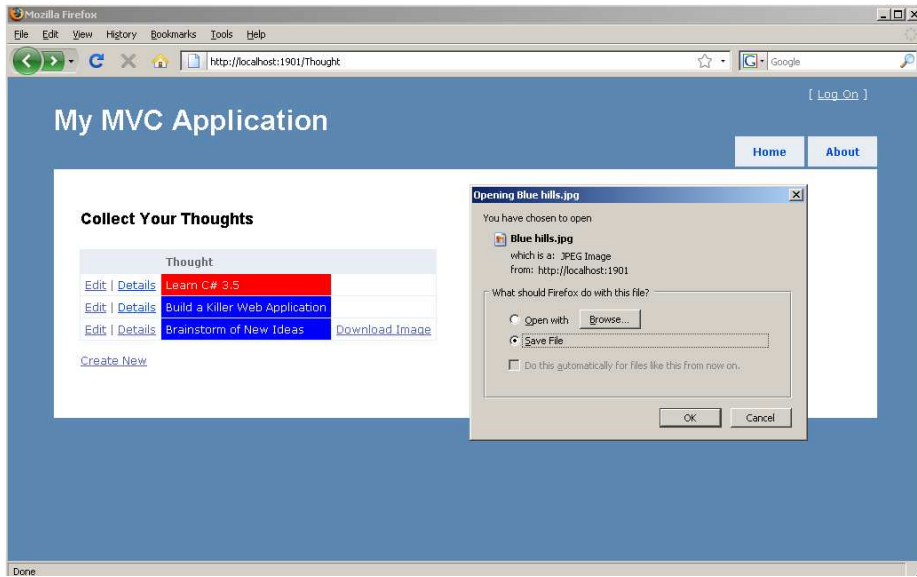 Mozilla Firefox
File Edit View History Bookmarks Tools Help
http://localhost:1901/Thought
G Google
[ Log On ]
My MVC Application
Home About
Collect Your Thoughts
Thought
Edit | Details Learn C# 3.5
Edit | Details Build a Killer Web Application
Edit | Details Brainstorm of New Ideas Download Image
Create New
Opening Blue hills.jpg
You have chosen to open
Blue hills.jpg
which is a: JPEG Image
from: http://localhost:1901
What should Firefox do with this file?
Open with Browse...
Save File
Do this automatically for files like this from now on.
OK Cancel
Done